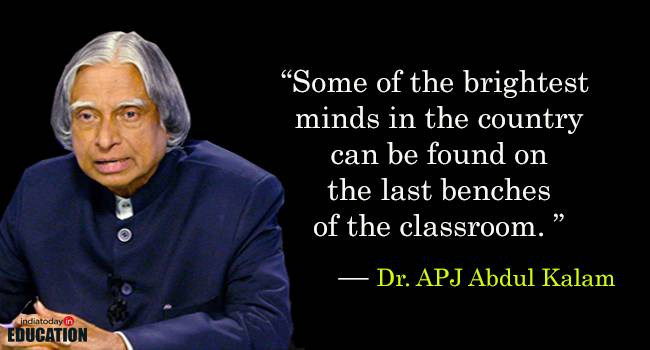 “Some of the brightest
minds in the country
can be found on
the last benches
of the classroom. ”
— Dr. APJ Abdul Kalam
indiatoday in
EDUCATION